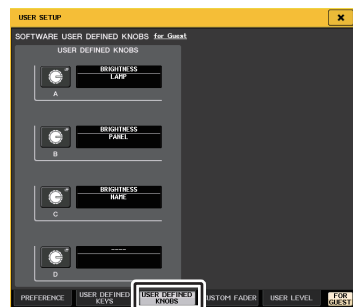 USER SETUP
SOFTWARE USER DEFINED KNOBS for Guest
USER DEFINED KNOBS
BRIGHTNESS
LAMP
A
BRIGHTNESS
PANEL
B
BRIGHTNESS
NAME
C
----
D
PREFERENCE
USER DEFINED
KEYS
USER DEFINED
KNOBS
USTOM FADER
USER LEVEL
FOR
GUEST